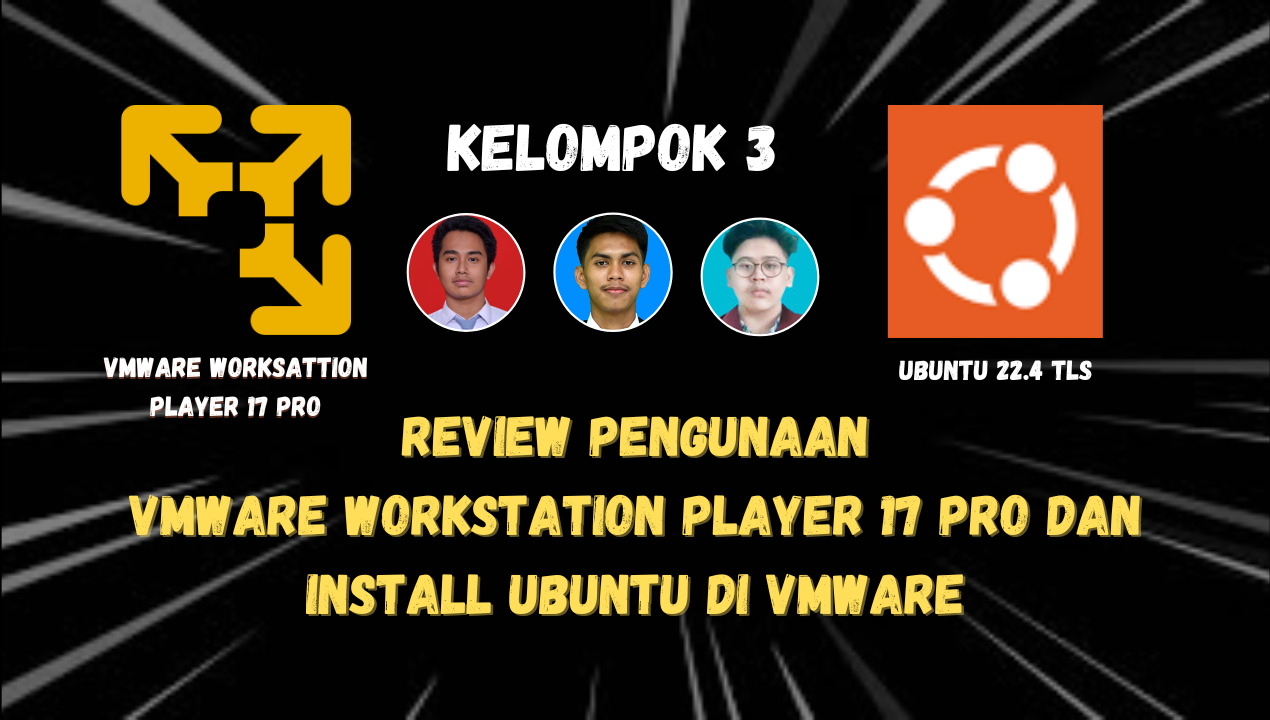 KELOMPOK 3
VMWARE WORKSATTION
PLAYER 17 PRO
UBUNTU 22.4 TLS
REVIEW PENGUNAAN
VMWARE WORKSTATION PLAYER 17 PRO DAN
INSTALL UBUNTU DI VMWARE